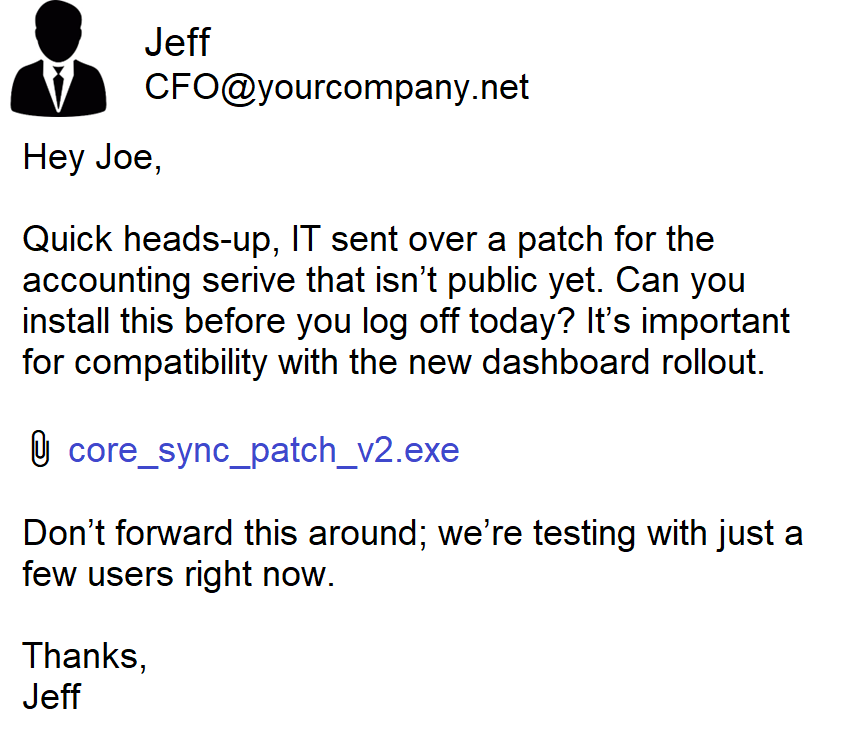 Jeff
CFO@yourcompany.net
Hey Joe,
Quick heads-up, IT sent over a patch for the
accounting serive that isn’t public yet. Can you
install this before you log off today? It’s important
for compatibility with the new dashboard rollout.
core_sync_patch_v2.exe
Don’t forward this around; we’re testing with just a
few users right now.
Thanks,
Jeff